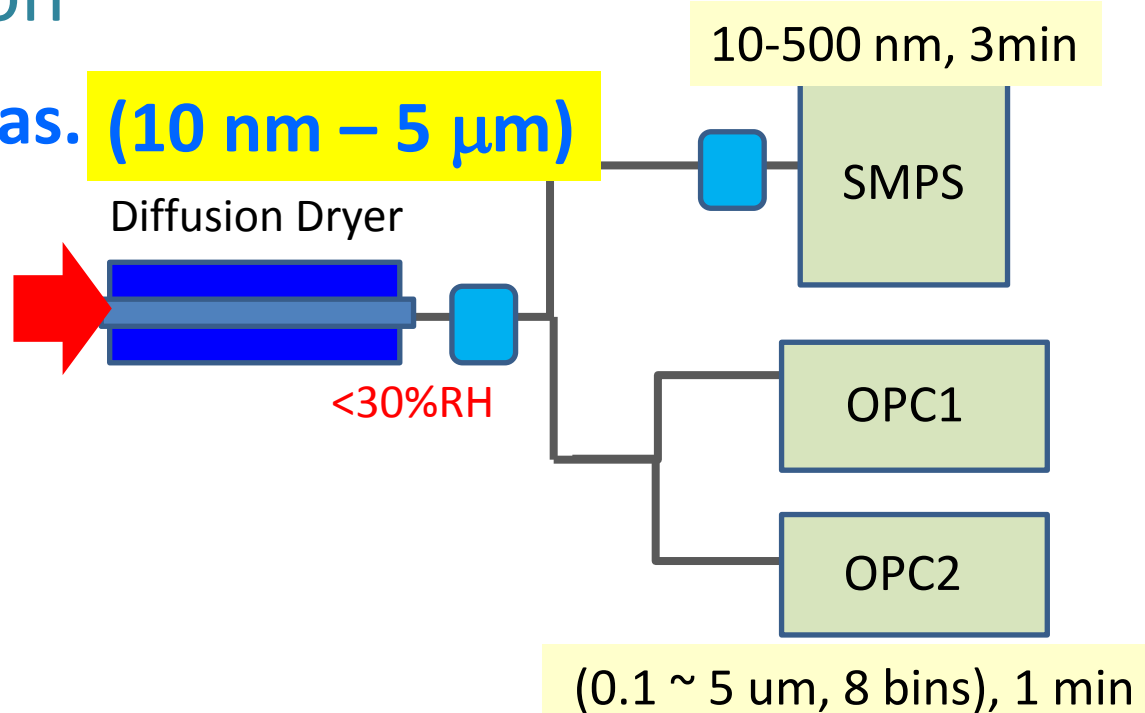 on
10-500 nm, 3min
as. (10 nm – 5 μm)
SMPS
Diffusion Dryer
<30%RH
OPC1
OPC2
(0.1 ~ 5 um, 8 bins), 1 min